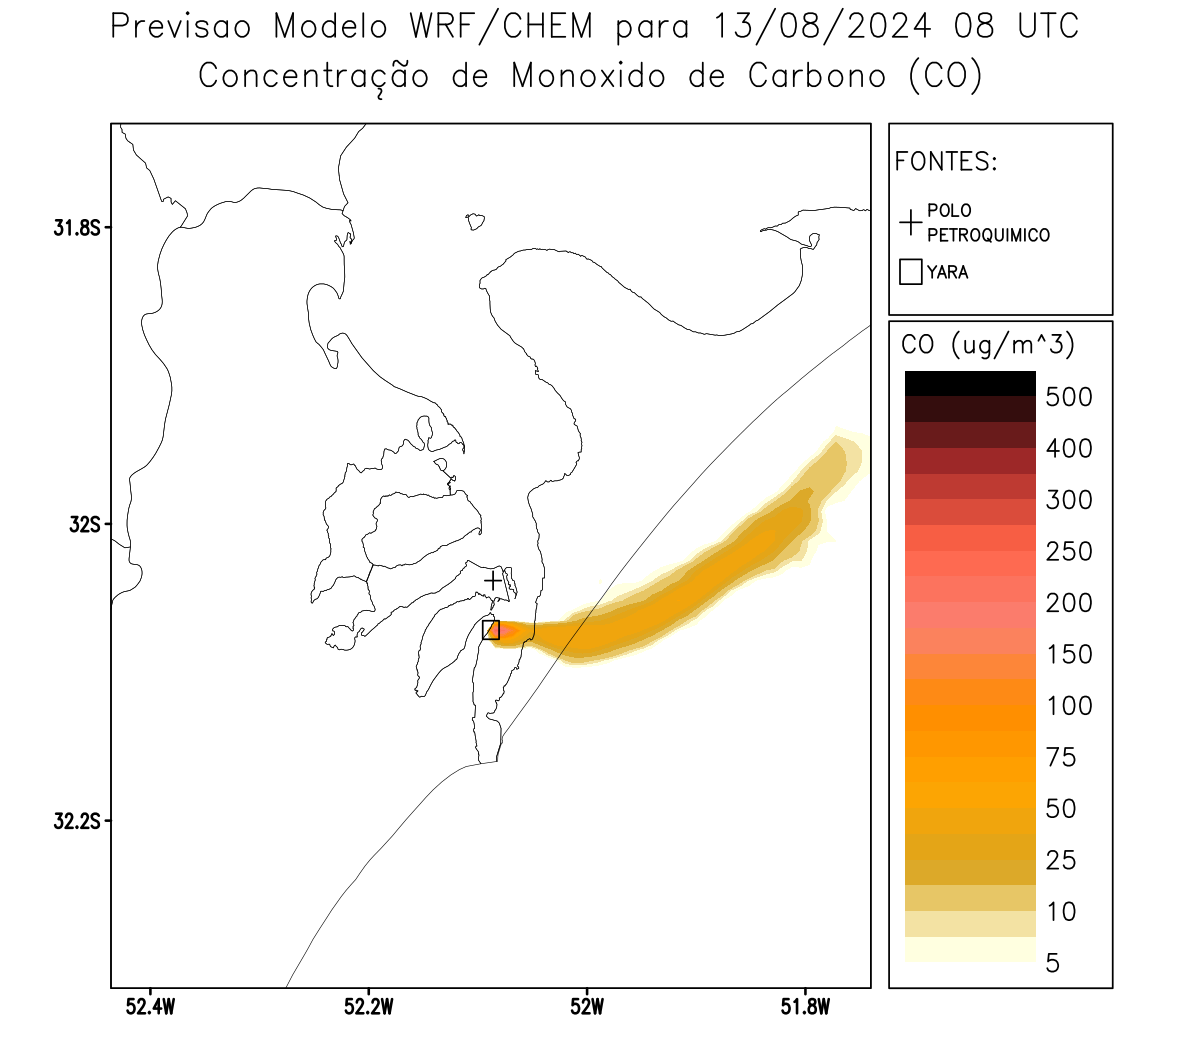 Previsao Modelo WRF/CHEM para 13/08/2024 08 UTC
Concentração de Monoxido de Carbono (CO)
FONTES:
POLO
PETROQUIMICO
YARA
31.8S
32S
32.2S
52.4W
52.2W
52W
51.8W
CO (ug/m^3)
500
400
300
250
200
150
100
75
50
25
10
5